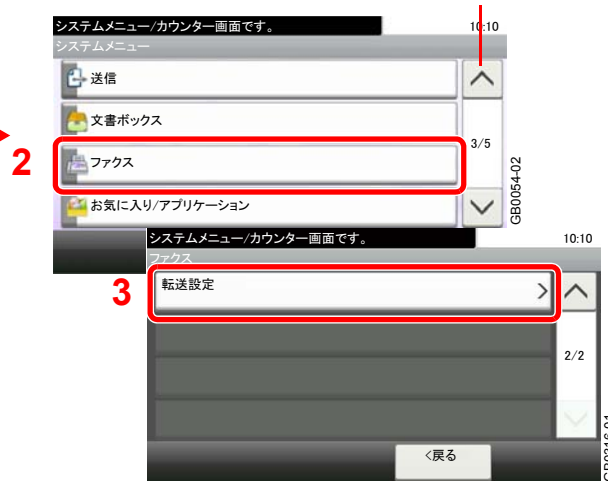 システムメニュー/カウンター画面です。 10:10
システムメニュー
送信
文書ボックス
3/5
2
ファクス
お気に入り/アプリケーション
GB0054-02
システムメニュー/カウンター画面です。 10:10
ファクス
3
転送設定
2/2
<戻る